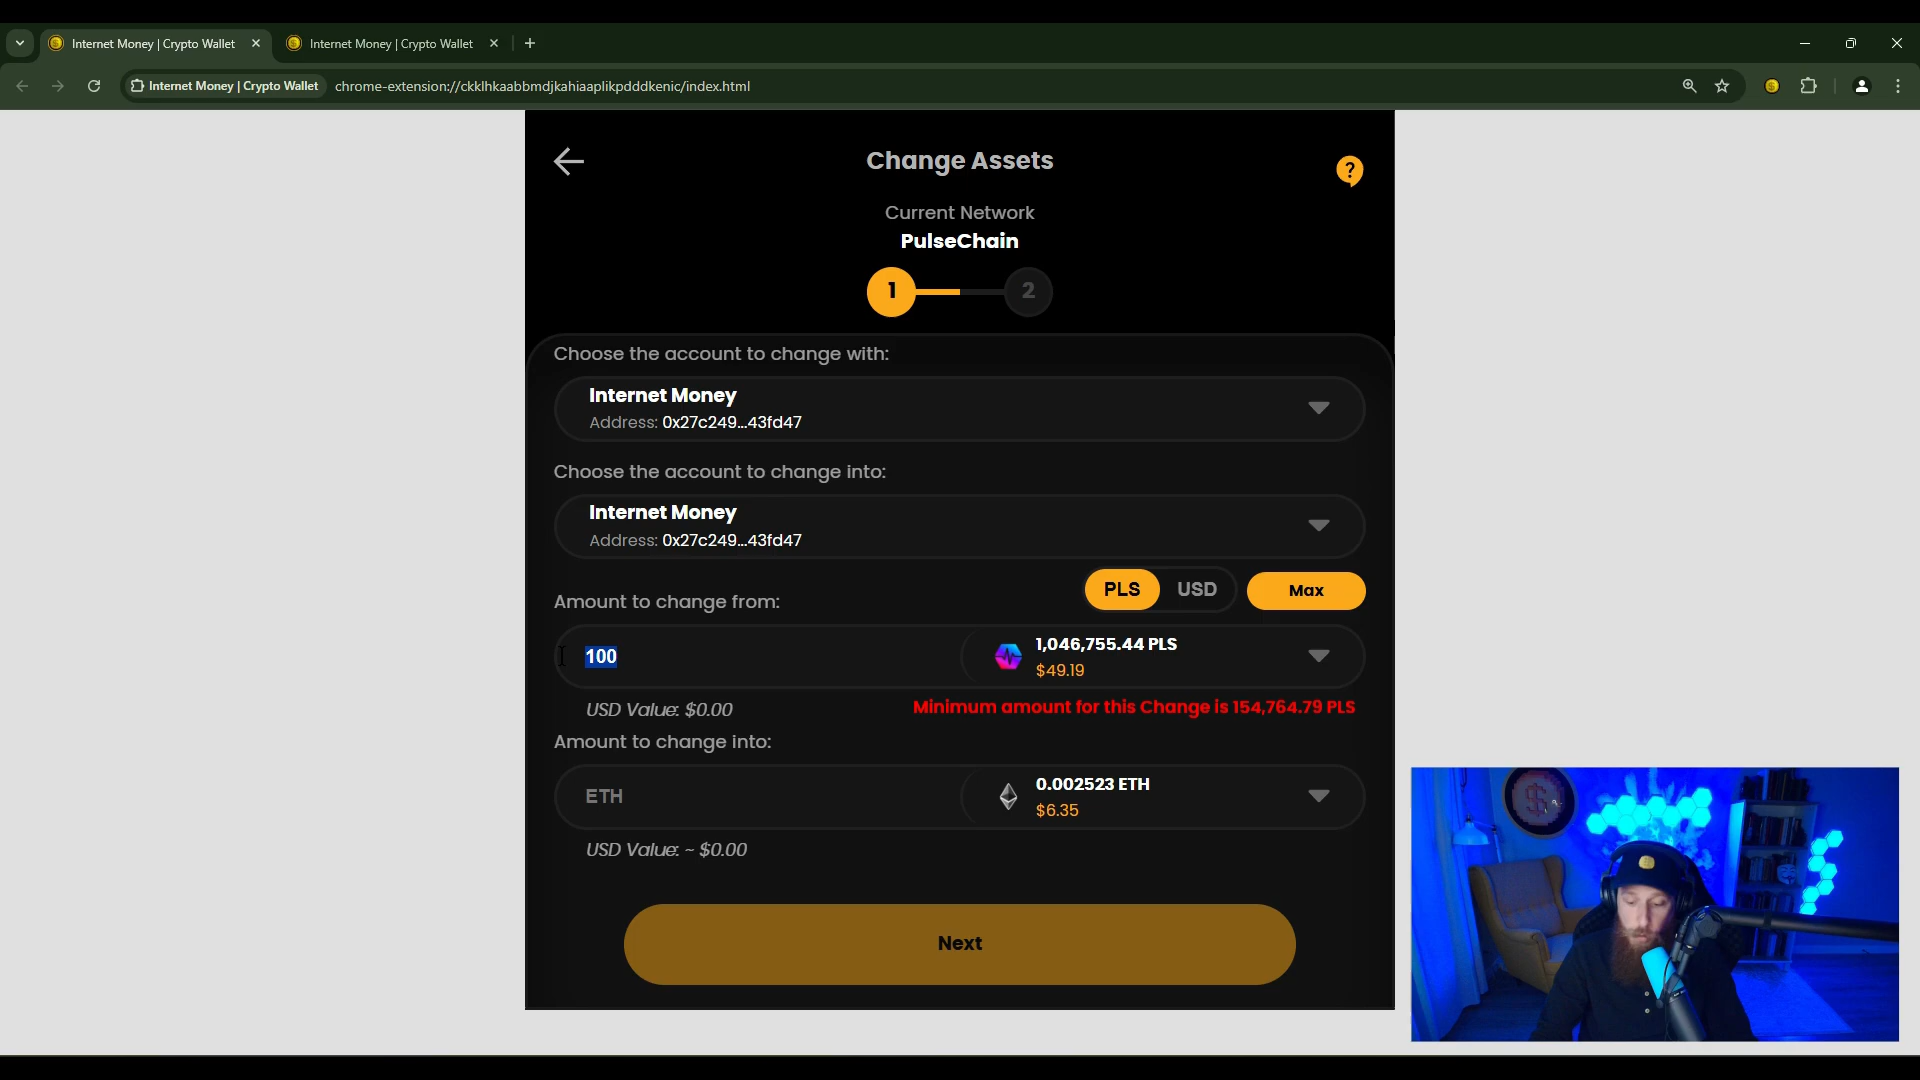 Internet Money | Crypto Wallet
Internet Money | Crypto Wallet
Internet Money | Crypto Wallet
chrome-extension://ckklhkaabbmdjkahiaaplikpdddkenic/index.html
Change Assets
?
Current Network
PulseChain
1
2
Choose the account to change with:
Internet Money
Address: 0x27c249...43fd47
Choose the account to change into:
Internet Money
Address: 0x27c249...43fd47
Amount to change from:
PLS
USD
Max
100
1,046,755.44 PLS
$49.19
USD Value: $0.00
Minimum amount for this Change is 154,764.79 PLS
Amount to change into:
ETH
0.002523 ETH
$6.35
USD Value: ~ $0.00
Next